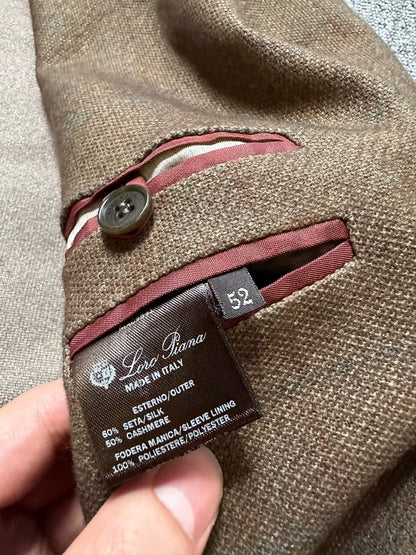 52
Loro Piana
MADE IN ITALY
ESTERNO/OUTER
50% SETA/SILK
50% CASHMERE
FODERA MANICA/SLEEVE LINING
100% POLIESTERE/POLYESTER